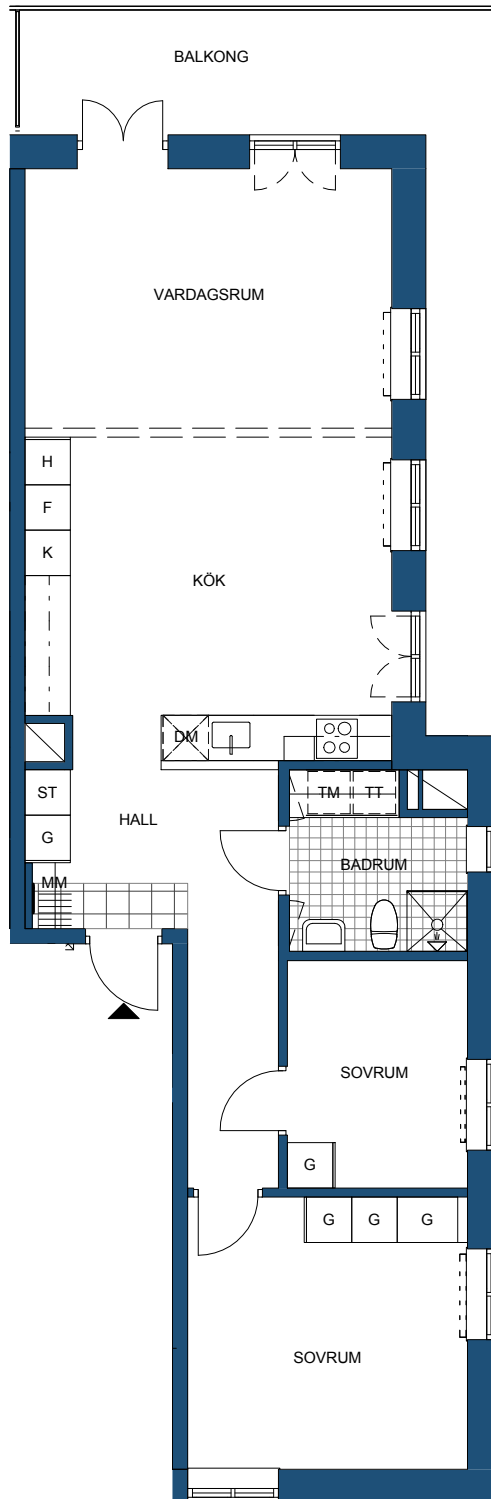 BALKONG
VARDAGSRUM
H
F
K
KÖK
DM
ST
TM TT
G
HALL
BADRUM
MM
SOVRUM
G
G G G
SOVRUM